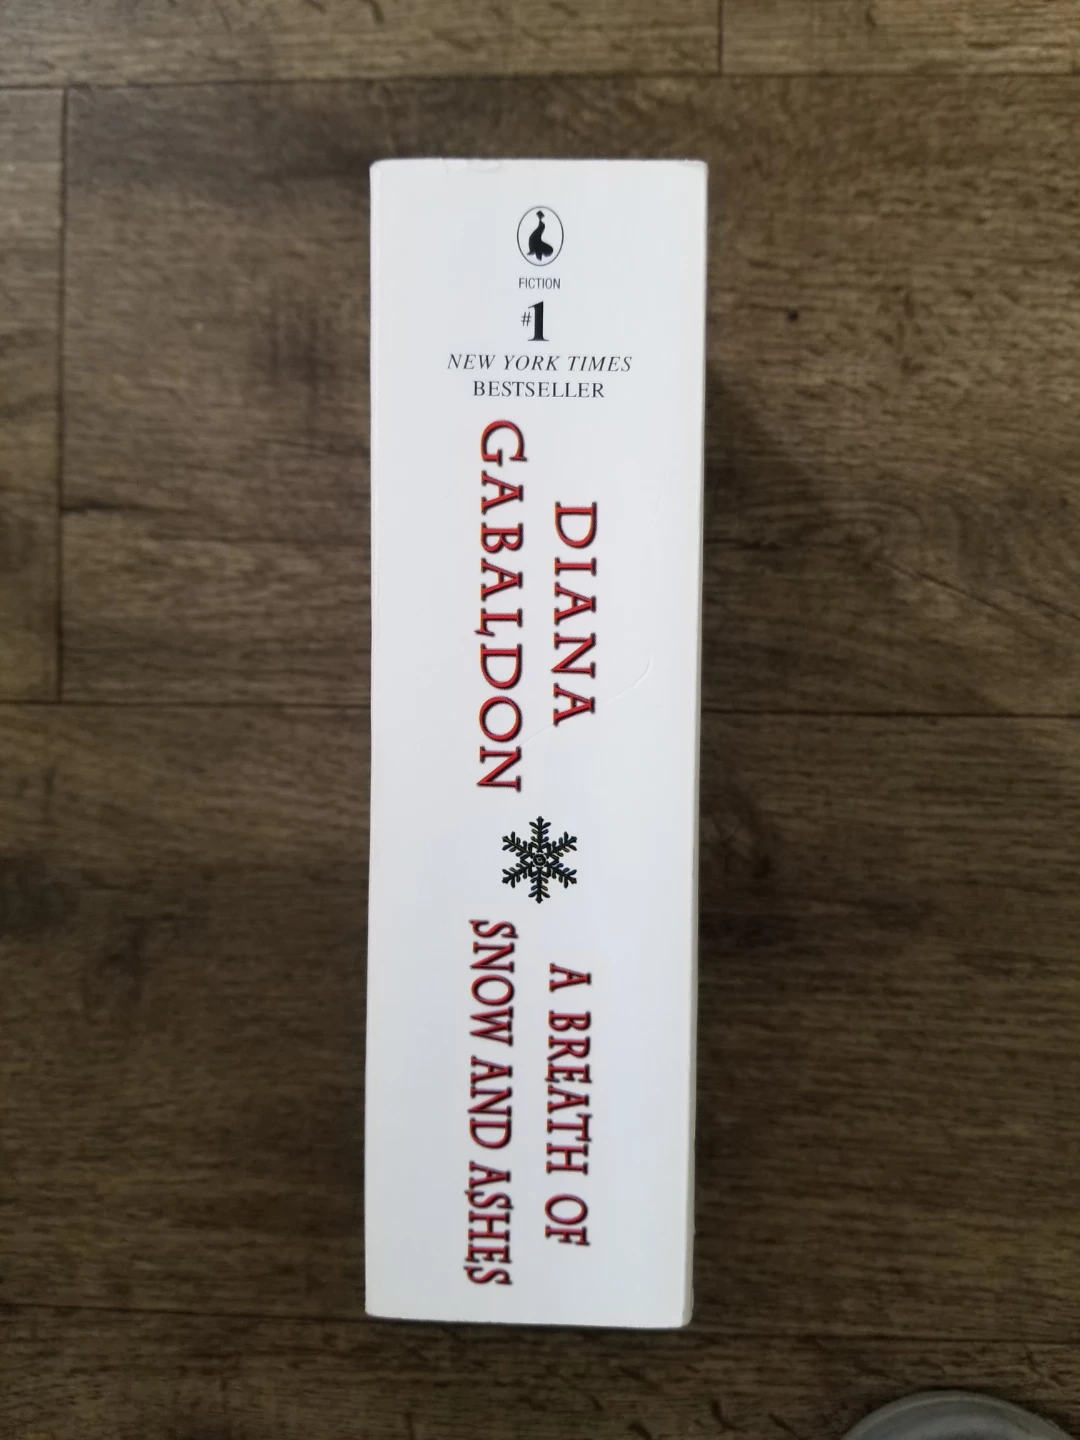 FICTION
#1
NEW YORK TIMES
BESTSELLER
DIANA
GABALDON
A BREATH OF
SNOW AND ASHES